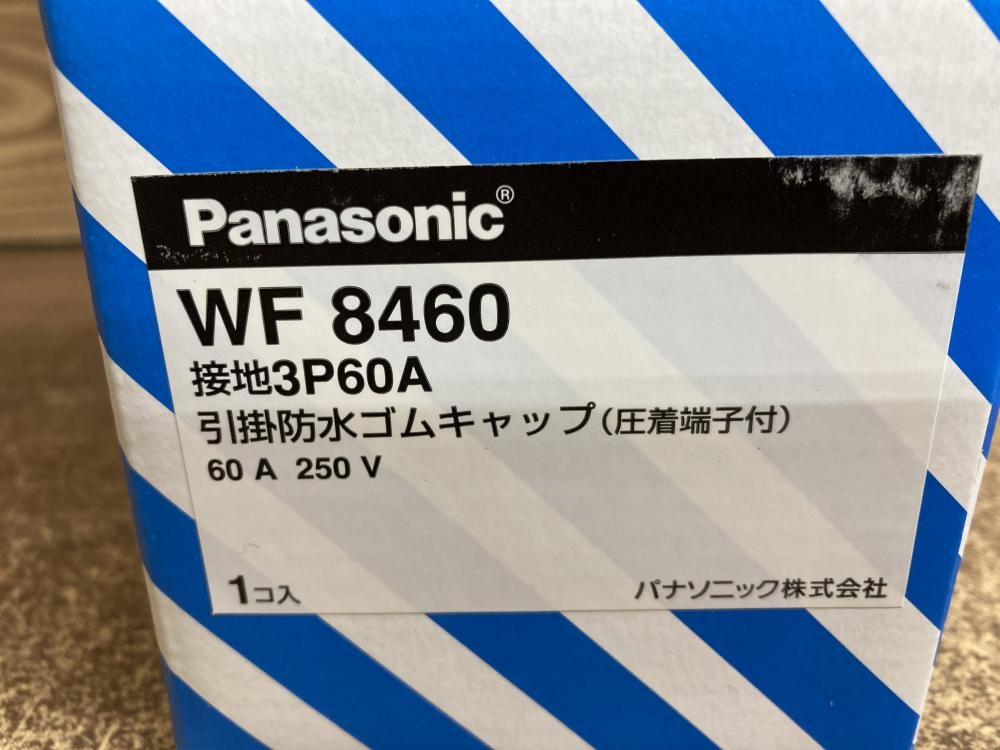 Panasonic®
WF 8460
接地3P60A
引掛防水ゴムキャップ(圧着端子付)
60 A 250 V
1コ入
パナソニック株式会社